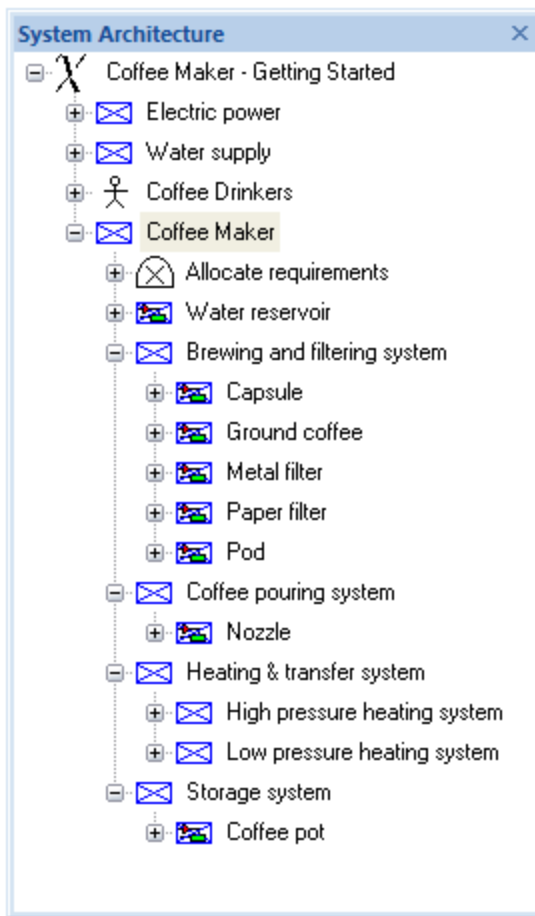 System Architecture
Coffee Maker - Getting Started
Electric power
Water supply
Coffee Drinkers
Coffee Maker
Allocate requirements
Water reservoir
Brewing and filtering system
Capsule
Ground coffee
Metal filter
Paper filter
Pod
Coffee pouring system
Nozzle
Heating & transfer system
High pressure heating system
Low pressure heating system
Storage system
Coffee pot